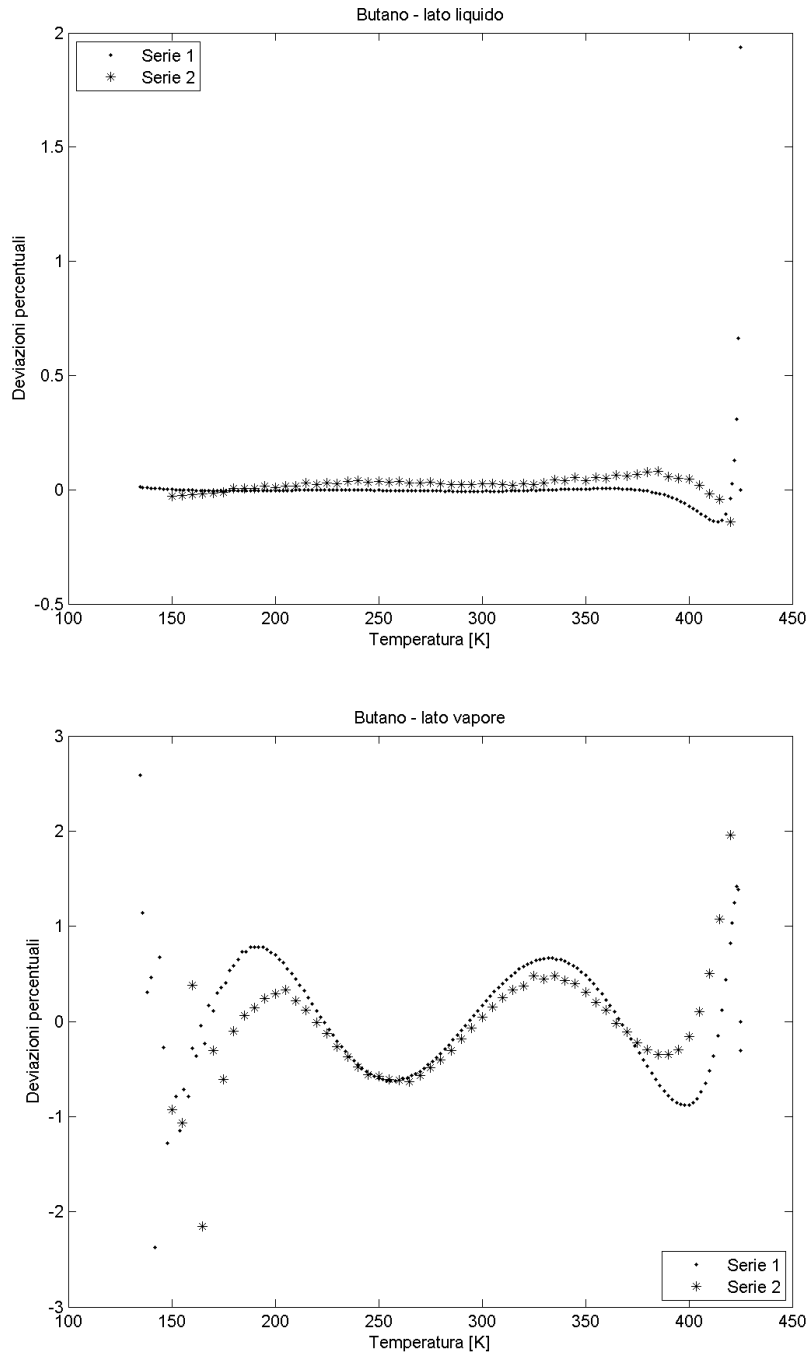 Butano - lato liquido
2
Serie 1
Serie 2
1.5
1
0.5
0
-0.5
Deviazioni percentuali
100 150 200 250 300 350 400 450
Temperatura [K]
Butano - lato vapore
3
2
1
0
-1
-2
-3
Deviazioni percentuali
Serie 1
Serie 2
100 150 200 250 300 350 400 450
Temperatura [K]